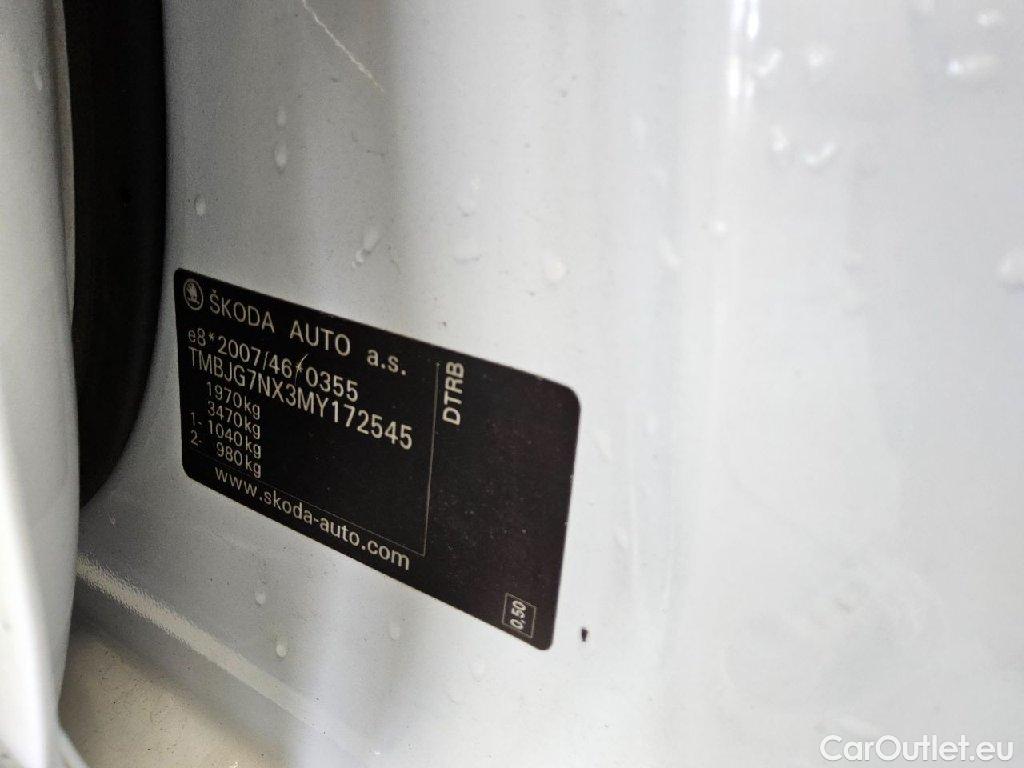 ŠKODA AUTO a.s.
e8*2007/46*0355
TMBJG7NX3MY172545
1970kg
3470kg
1- 1040kg
2- 980kg
www.skoda-auto.com
DTRB
0,50
CarOutlet.eu